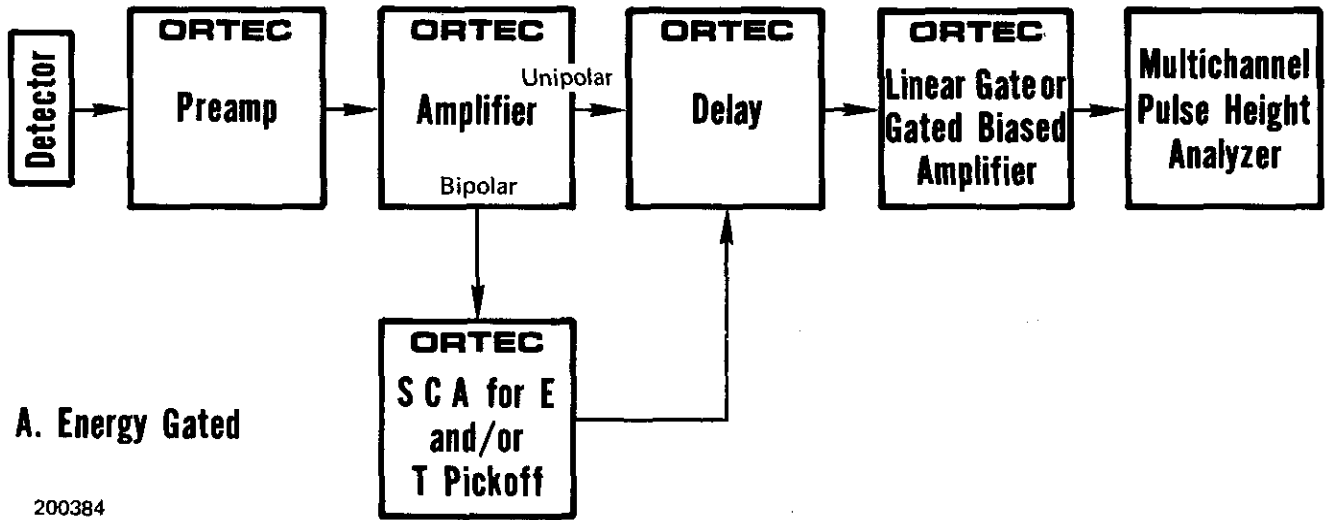 Detector
ORTEC
Preamp
ORTEC
Amplifier
Unipolar
Bipolar
ORTEC
Delay
ORTEC
Linear Gate or
Gated Biased
Amplifier
Multichannel
Pulse Height
Analyzer
ORTEC
S C A for E
and/or
T Pickoff
A. Energy Gated
200384